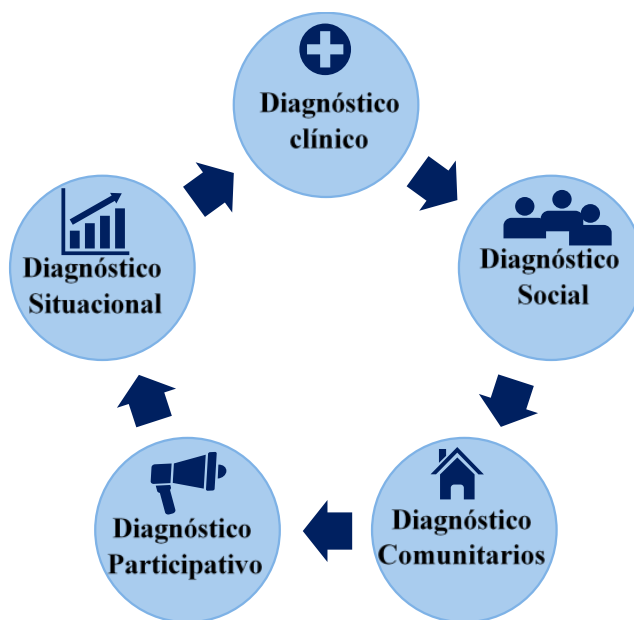 Diagnóstico
clínico
Diagnóstico
Social
Diagnóstico
Comunitarios
Diagnóstico
Participativo
Diagnóstico
Situacional